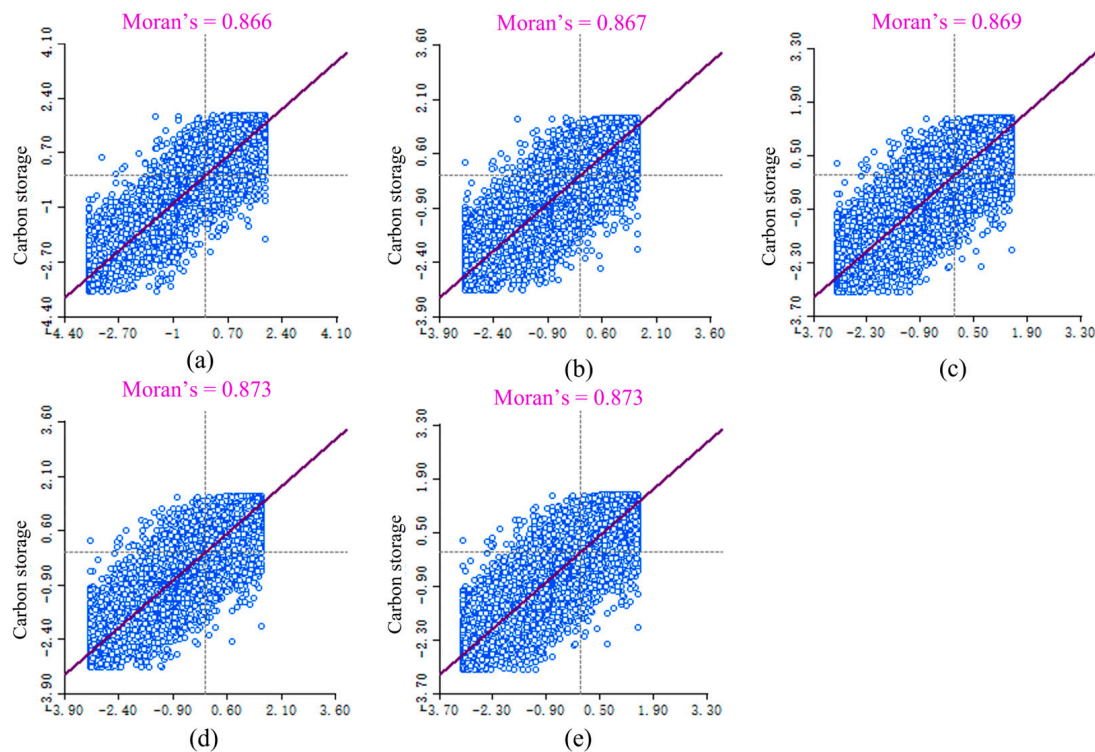 Moran's = 0.866
Moran's = 0.867
Moran's = 0.869
4.10
2.40
0.70
-1
-2.70
-4.40
Carbon storage
-4.40 -2.70 -1 0.70 2.40 4.10
(a)
3.60
2.10
0.60
-0.90
-2.40
-3.90
Carbon storage
-3.90 -2.40 -0.90 0.60 2.10 3.60
(b)
3.30
1.90
0.50
-0.90
-2.30
-3.70
Carbon storage
-3.70 -2.30 -0.90 0.50 1.90 3.30
(c)
Moran's = 0.873
Moran's = 0.873
3.60
2.10
0.60
-0.90
-2.40
-3.90
Carbon storage
-3.90 -2.40 -0.90 0.60 2.10 3.60
(d)
3.30
1.90
0.50
-0.90
-2.30
-3.70
Carbon storage
-3.70 -2.30 -0.90 0.50 1.90 3.30
(e)